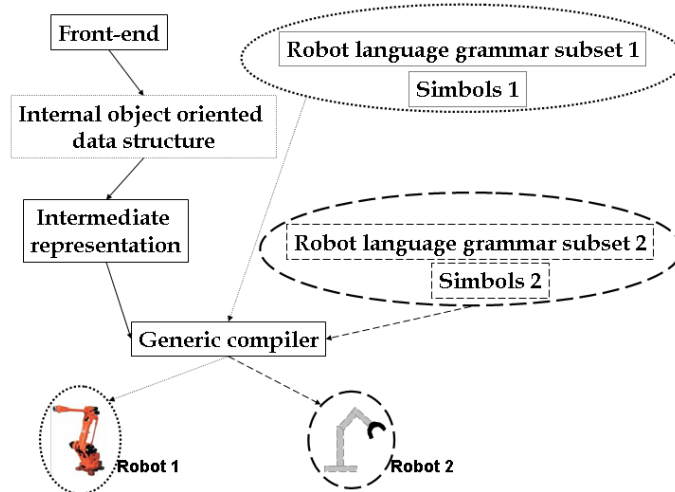 Front-end
Robot language grammar subset 1
Simbols 1
Internal object oriented
data structure
Intermediate
representation
Robot language grammar subset 2
Simbols 2
Generic compiler
Robot 1
Robot 2